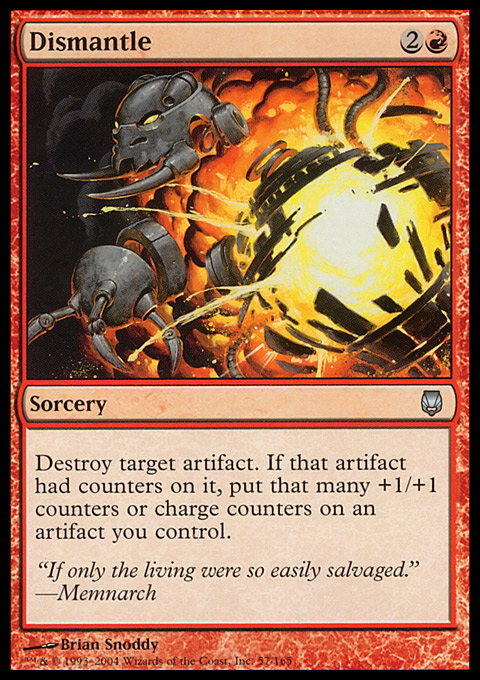 Dismantle 2
Sorcery
Destroy target artifact. If that artifact
had counters on it, put that many +1/+1
counters or charge counters on an
artifact you control.
"If only the living were so easily salvaged."
—Memnarch
Brian Snoddy
™ & © 1993–2004 Wizards of the Coast, Inc. 57/165